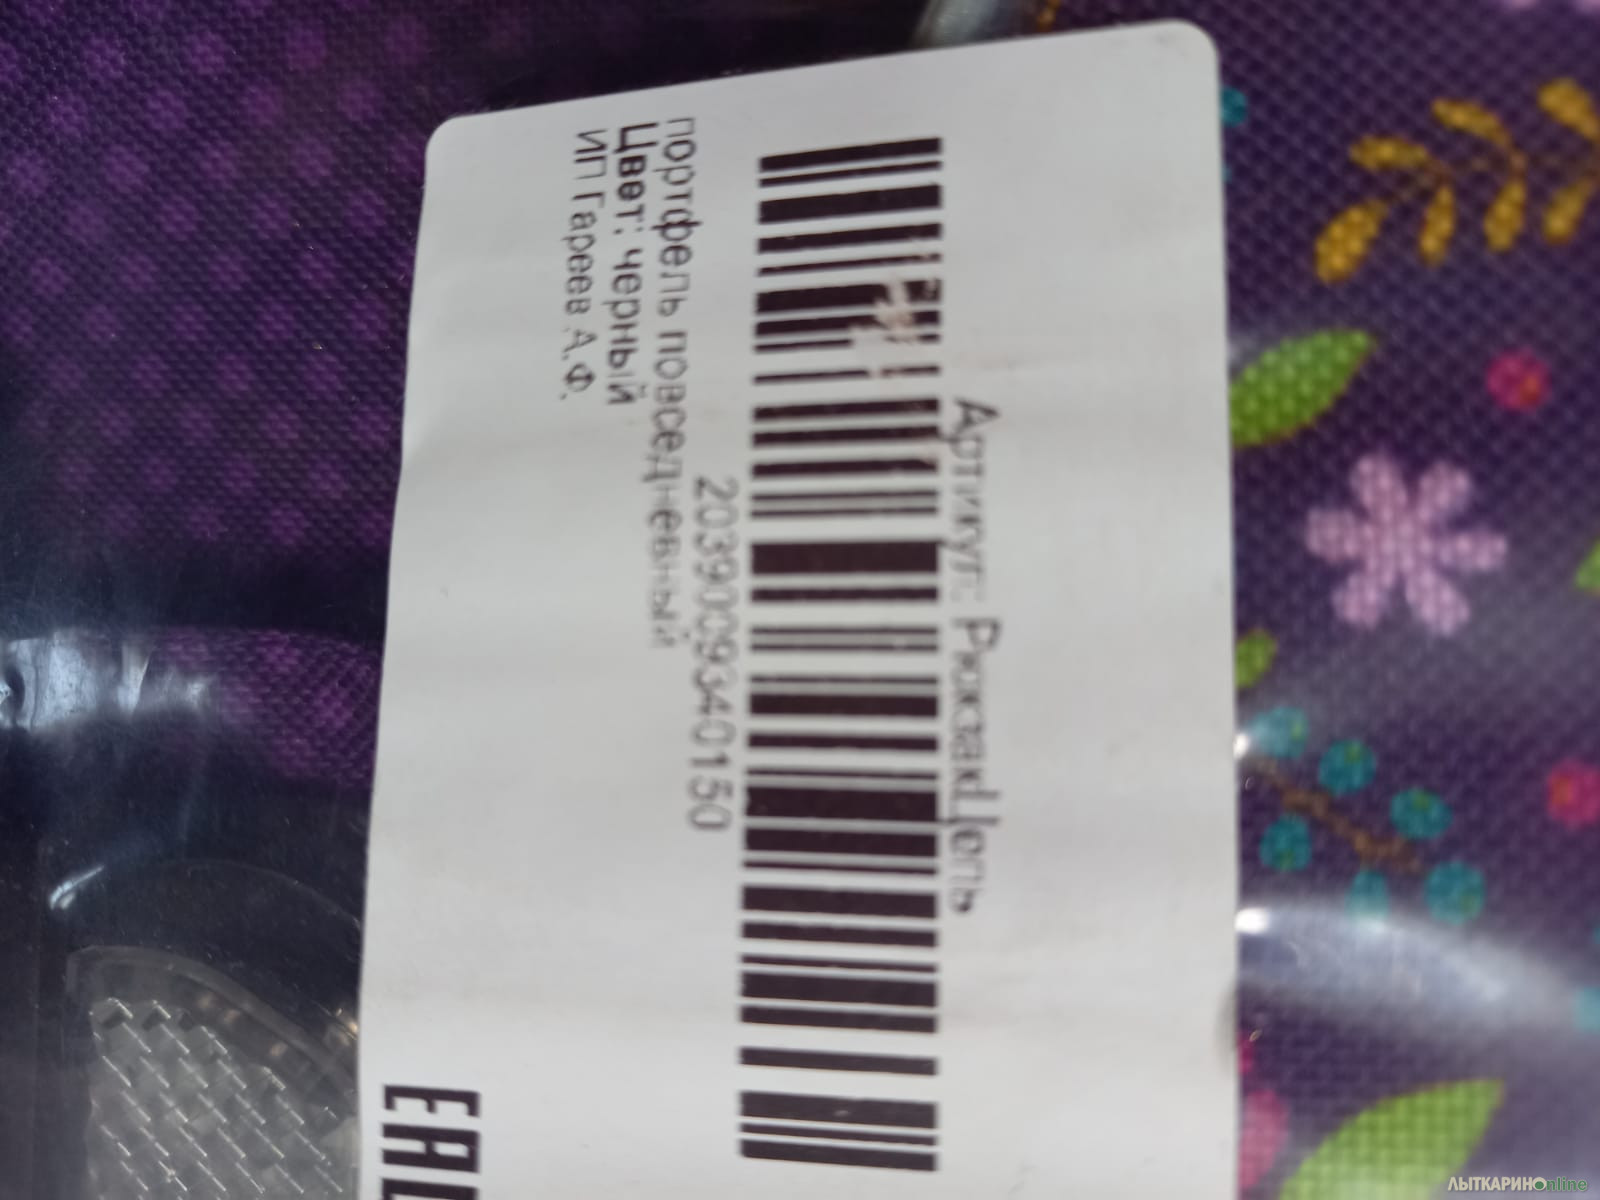 Артикул: РюкзакЦепь
2039009340150
портфель повседневный
Цвет: черный
ИП Гареев А.Ф.
EAC
ЛЫТКАРИНОonline